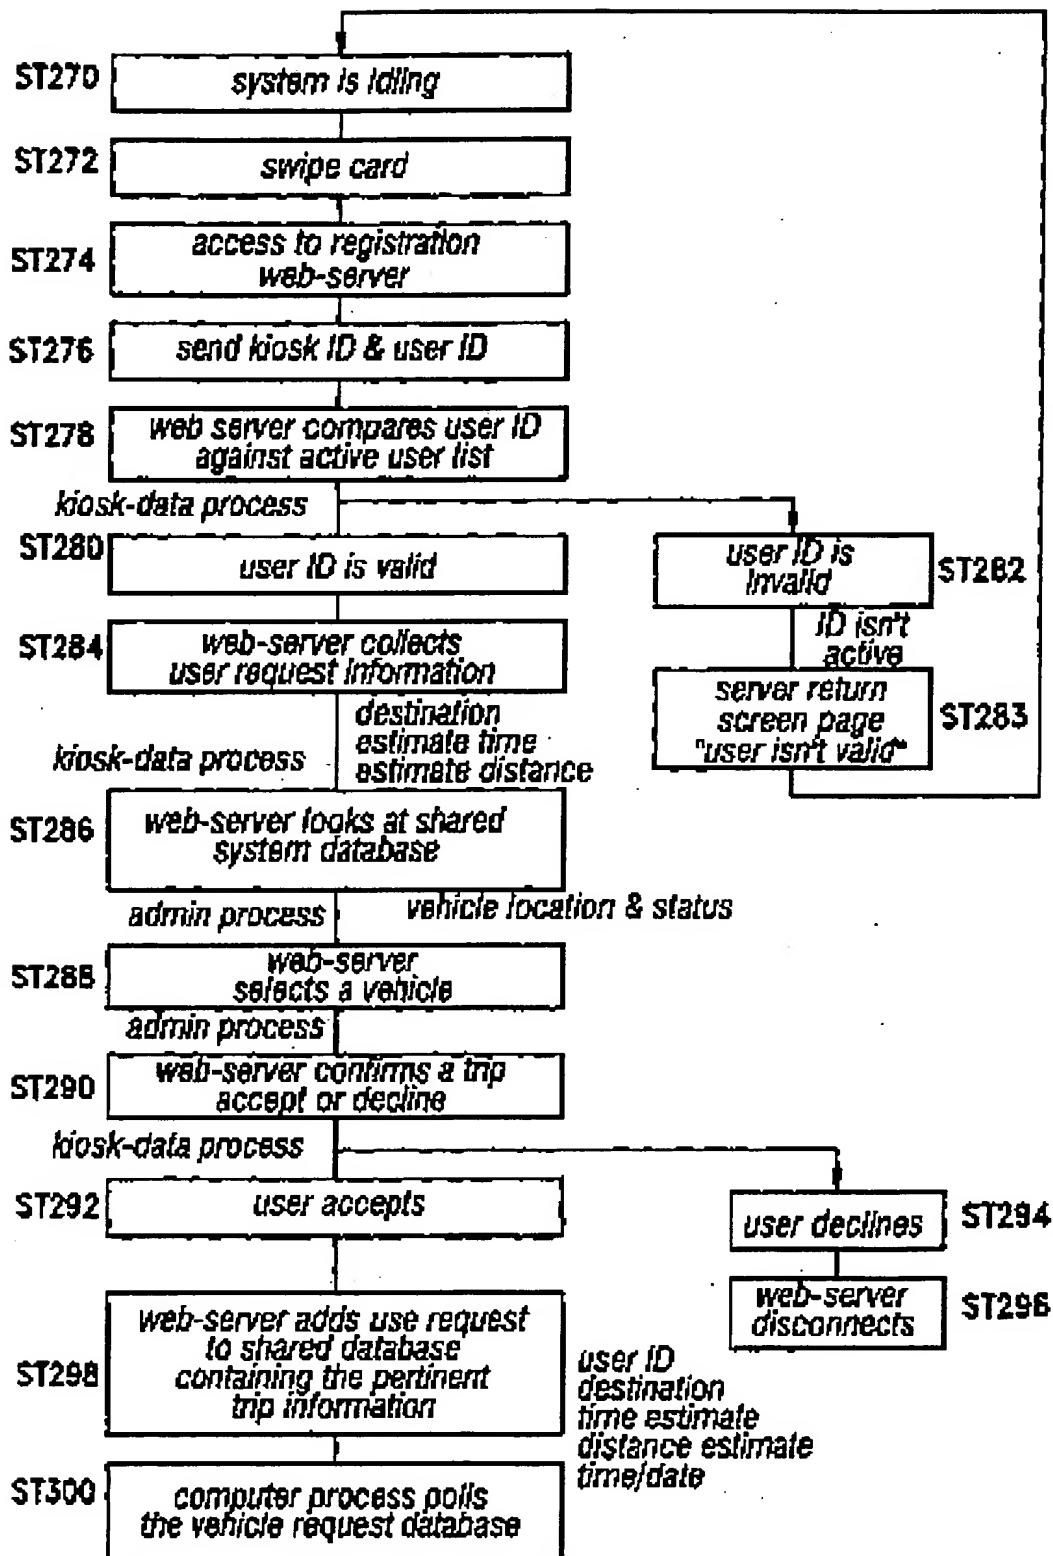 ST270
system is idling
ST272
swipe card
ST274
access to registration
web-server
ST276
send kiosk ID & user ID
ST278
web server compares user ID
against active user list
kiosk-data process
ST280
user ID is valid
user ID is
invalid
ST282
ID isn't
active
ST284
web-server collects
user request information
server return
screen page
"user isn't valid"
ST283
destination
estimate time
estimate distance
kiosk-data process
ST286
web-server looks at shared
system database
admin process
vehicle location & status
ST288
web-server
selects a vehicle
admin process
ST290
web-server confirms a trip
accept or decline
kiosk-data process
ST292
user accepts
user declines
ST294
web-server
disconnects
ST296
ST298
web-server adds use request
to shared database
containing the pertinent
trip information
user ID
destination
time estimate
distance estimate
time/date
ST300
computer process polls
the vehicle request database